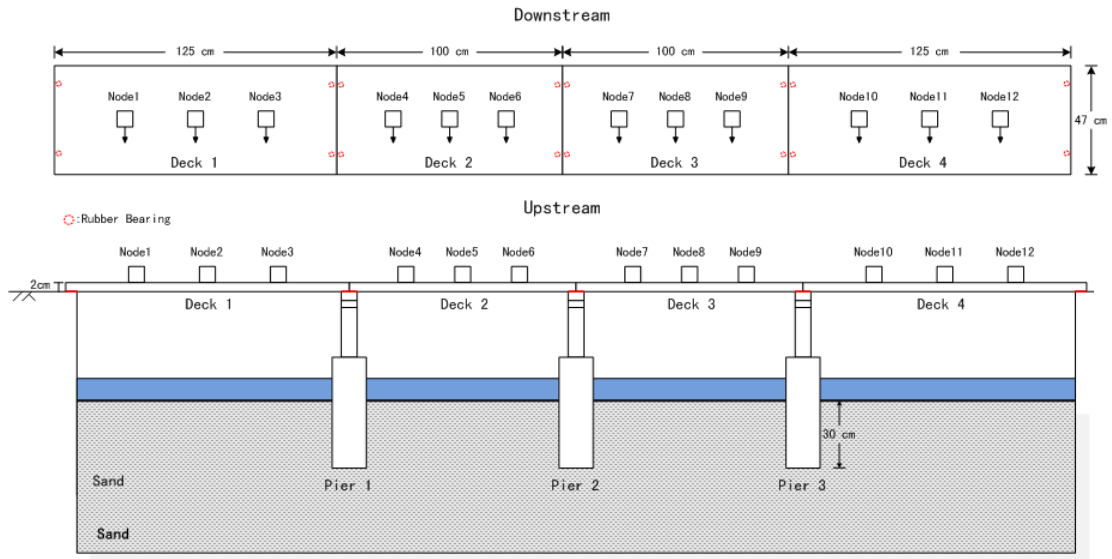 Downstream
125 cm 100 cm 100 cm 125 cm
Node1 Node2 Node3 Node4 Node5 Node6 Node7 Node8 Node9 Node10 Node11 Node12
47 cm
Deck 1 Deck 2 Deck 3 Deck 4
Upstream
:Rubber Bearing
Node1 Node2 Node3 Node4 Node5 Node6 Node7 Node8 Node9 Node10 Node11 Node12
2cm
Deck 1 Deck 2 Deck 3 Deck 4
30 cm
Sand
Pier 1 Pier 2 Pier 3
Sand